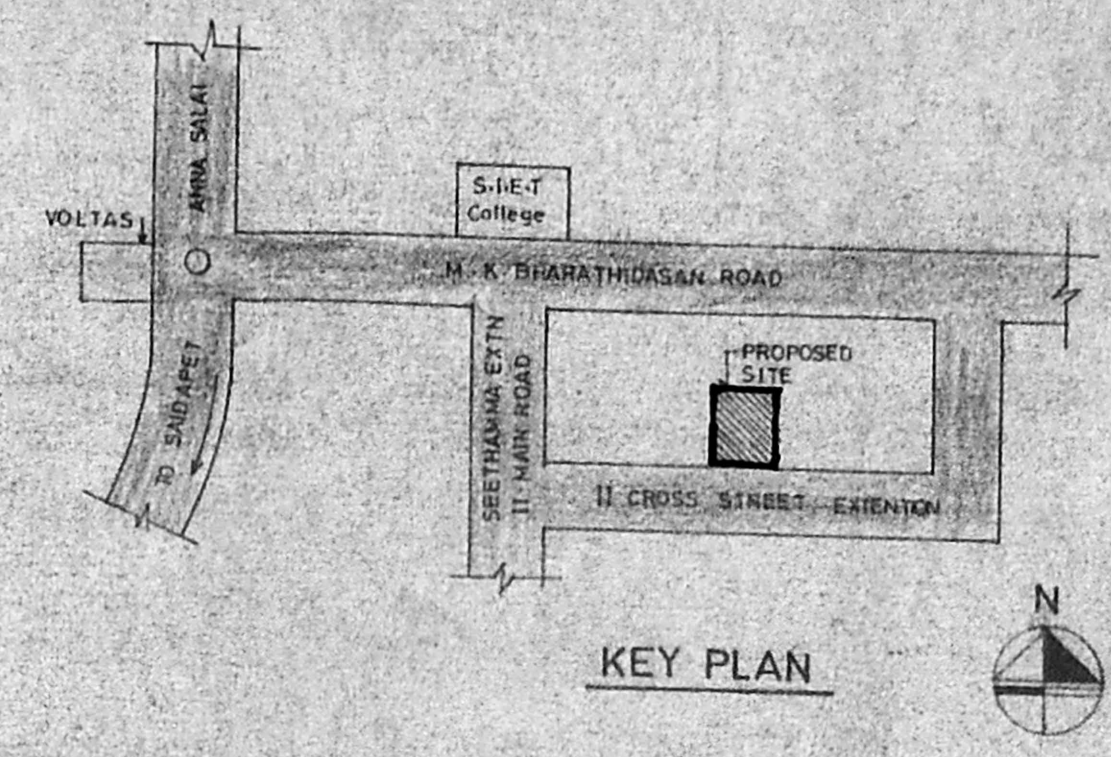 ANNA SALAI
VOLTAS
S.I.E.T
College
M.K BHARATHIDASAN ROAD
TO SAIDAPET
SEETHAMMA EXTN
II MAIN ROAD
PROPOSED
SITE
II CROSS STREET EXTENTION
KEY PLAN
N